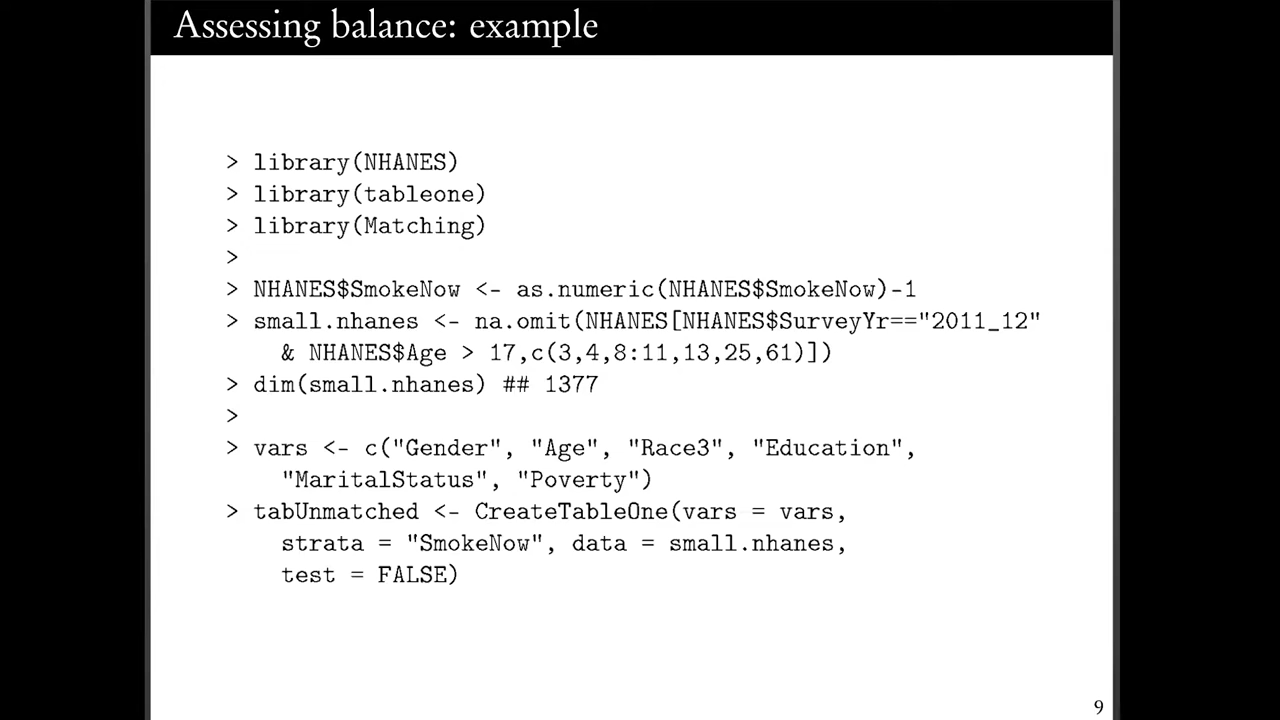 Assessing balance: example
> library(NHANES)
> library(tableone)
> library(Matching)
>
> NHANES$SmokeNow <- as.numeric(NHANES$SmokeNow)-1
> small.nhanes <- na.omit(NHANES[NHANES$SurveyYr=="2011_12"
& NHANES$Age > 17,c(3,4,8:11,13,25,61)])
> dim(small.nhanes) ## 1377
>
> vars <- c("Gender", "Age", "Race3", "Education",
"MaritalStatus", "Poverty")
> tabUnmatched <- CreateTableOne(vars = vars,
strata = "SmokeNow", data = small.nhanes,
test = FALSE)
9